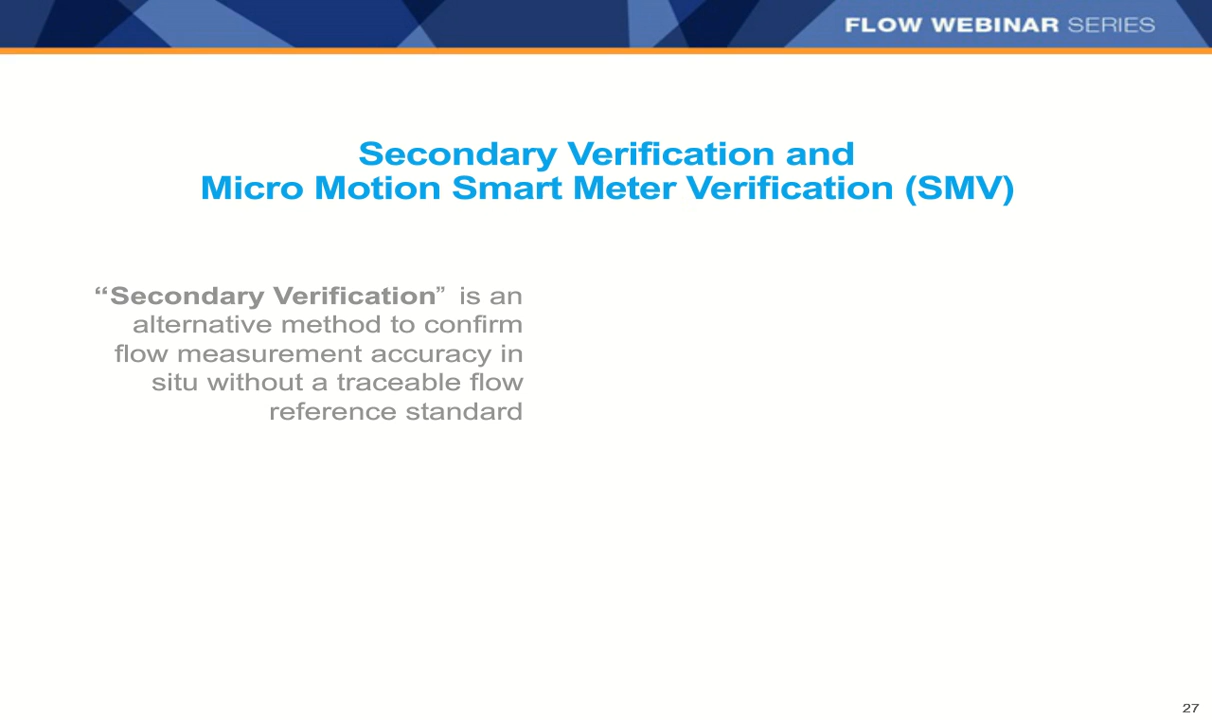 FLOW WEBINAR SERIES
Secondary Verification and
Micro Motion Smart Meter Verification (SMV)
“Secondary Verification” is an
alternative method to confirm
flow measurement accuracy in
situ without a traceable flow
reference standard
27